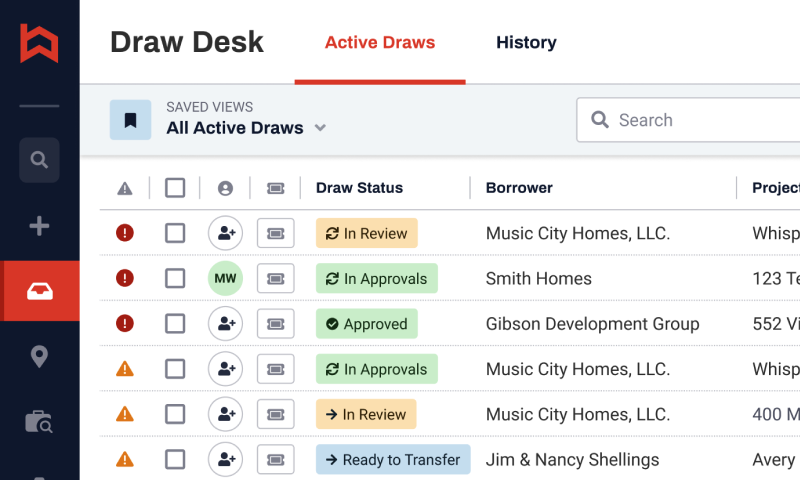 Draw Desk Active Draws History
SAVED VIEWS
All Active Draws
Search
Draw Status Borrower Project
In Review Music City Homes, LLC. Whisp
MW In Approvals Smith Homes 123 Te
Approved Gibson Development Group 552 Vi
In Approvals Music City Homes, LLC. Whisp
In Review Music City Homes, LLC. 400 M
Ready to Transfer Jim & Nancy Shellings Avery